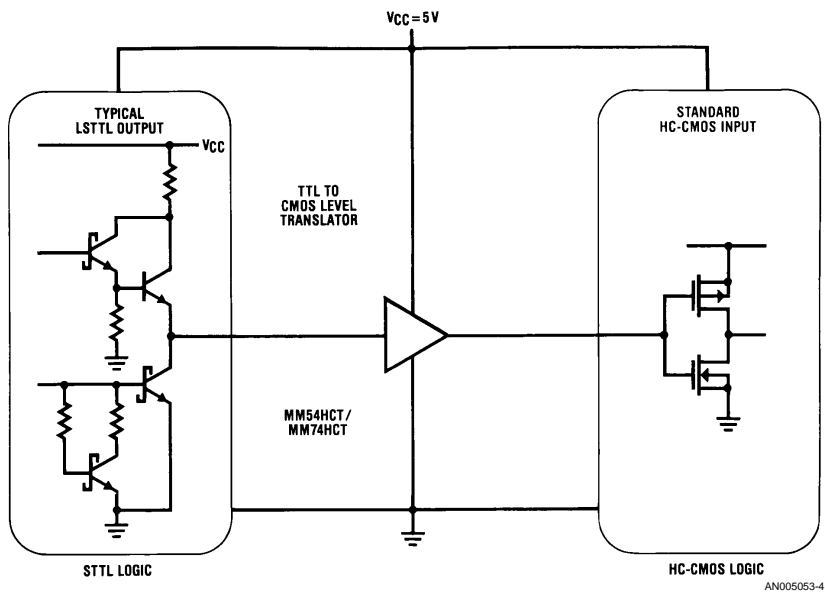 VCC=5V
TYPICAL
LSTTL OUTPUT
VCC
STANDARD
HC-CMOS INPUT
TTL TO
CMOS LEVEL
TRANSLATOR
MM54HCT/
MM74HCT
STTL LOGIC
HC-CMOS LOGIC
AN005053-4